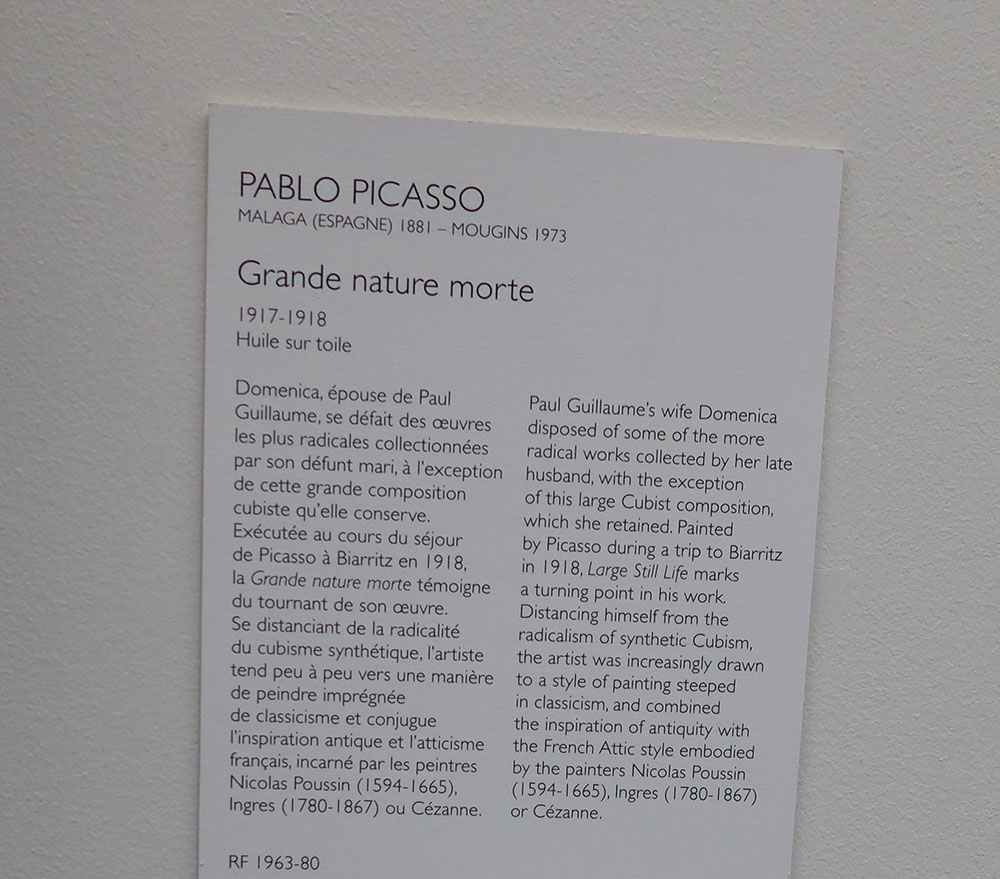 PABLO PICASSO
MALAGA (ESPAGNE) 1881 – MOUGINS 1973
Grande nature morte
1917-1918
Huile sur toile
Domenica, épouse de Paul
Guillaume, se défait des œuvres
les plus radicales collectionnées
par son défunt mari, à l'exception
de cette grande composition
cubiste qu'elle conserve.
Exécutée au cours du séjour
de Picasso à Biarritz en 1918,
la Grande nature morte témoigne
du tournant de son œuvre.
Se distanciant de la radicalité
du cubisme synthétique, l'artiste
tend peu à peu vers une manière
de peindre imprégnée
de classicisme et conjugue
l'inspiration antique et l'atticisme
français, incarné par les peintres
Nicolas Poussin (1594-1665),
Ingres (1780-1867) ou Cézanne.
Paul Guillaume's wife Domenica
disposed of some of the more
radical works collected by her late
husband, with the exception
of this large Cubist composition,
which she retained. Painted
by Picasso during a trip to Biarritz
in 1918, Large Still Life marks
a turning point in his work.
Distancing himself from the
radicalism of synthetic Cubism,
the artist was increasingly drawn
to a style of painting steeped
in classicism, and combined
the inspiration of antiquity with
the French Attic style embodied
by the painters Nicolas Poussin
(1594-1665), Ingres (1780-1867)
or Cézanne.
RF 1963-80